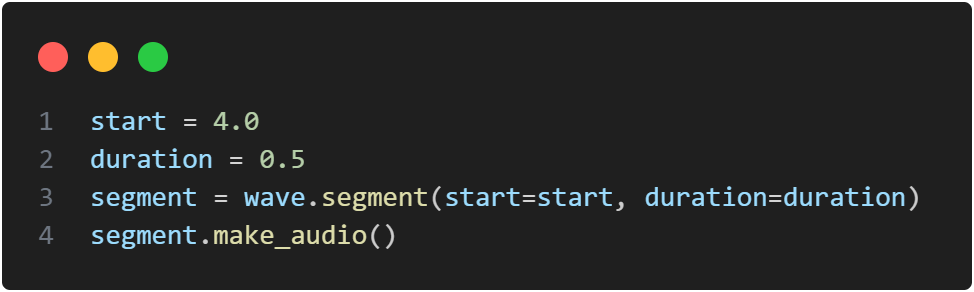 1 start = 4.0
2 duration = 0.5
3 segment = wave.segment(start=start, duration=duration)
4 segment.make_audio()